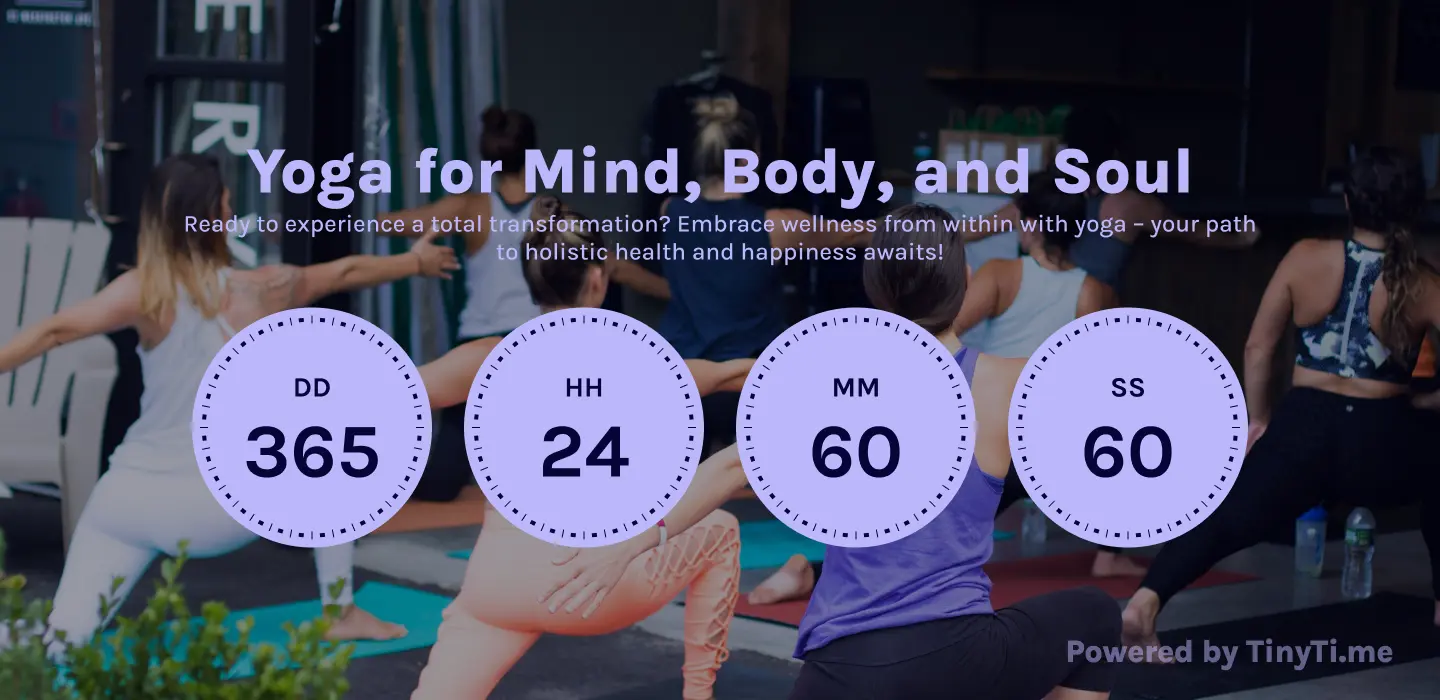 E
R
Yoga for Mind, Body, and Soul
Ready to experience a total transformation? Embrace wellness from within with yoga – your path
to holistic health and happiness awaits!
DD
HH
MM
SS
365
24
60
60
Powered by TinyTi.me